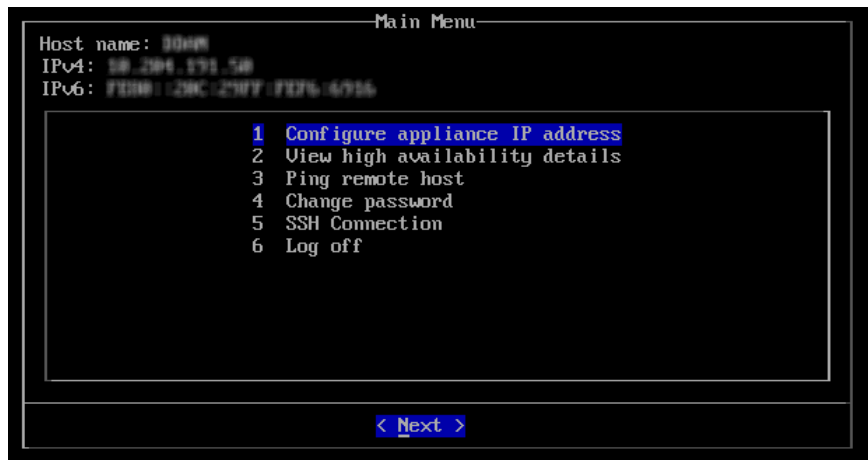 Main Menu
Host name:
IPv4:
IPv6:
1 Configure appliance IP address
2 View high availability details
3 Ping remote host
4 Change password
5 SSH Connection
6 Log off
< Next >